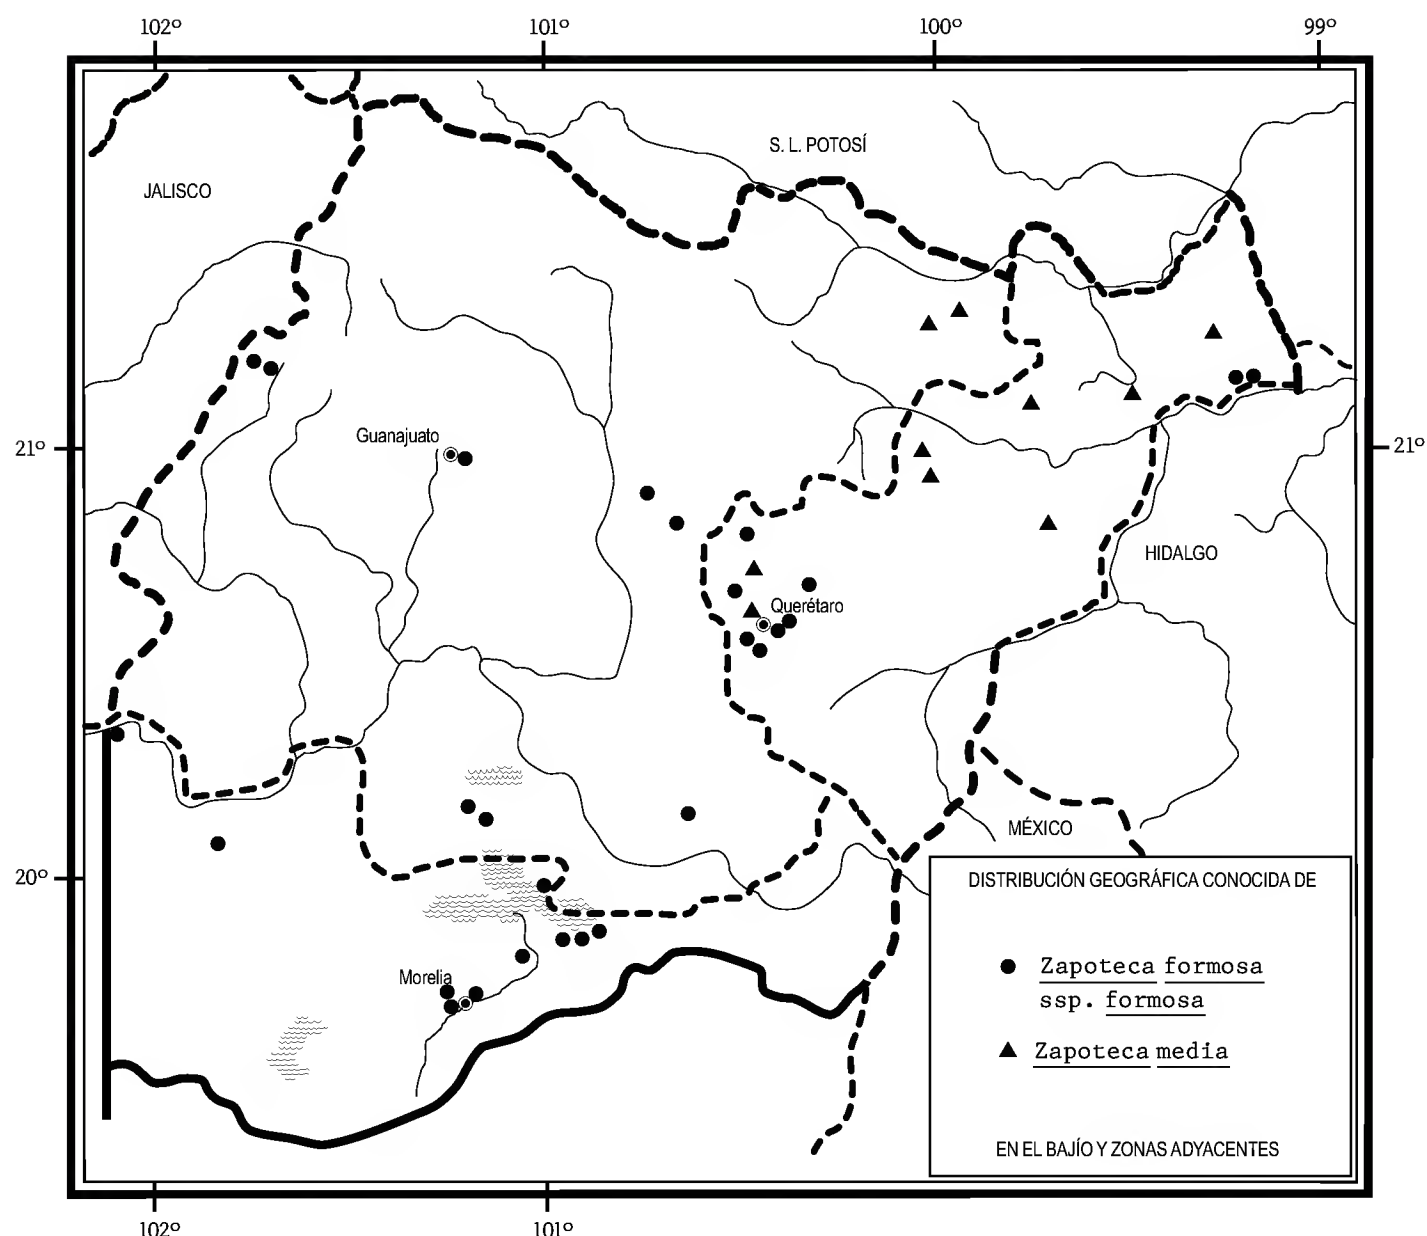 102º 101º 100º 99º
S. L. POTOSÍ
JALISCO
Guanajuato
21º
21º
HIDALGO
Querétaro
MÉXICO
20º
DISTRIBUCIÓN GEOGRÁFICA CONOCIDA DE
Zapoteca formosa
ssp. formosa
Morelia
Zapoteca media
EN EL BAJÍO Y ZONAS ADYACENTES
102º 101º